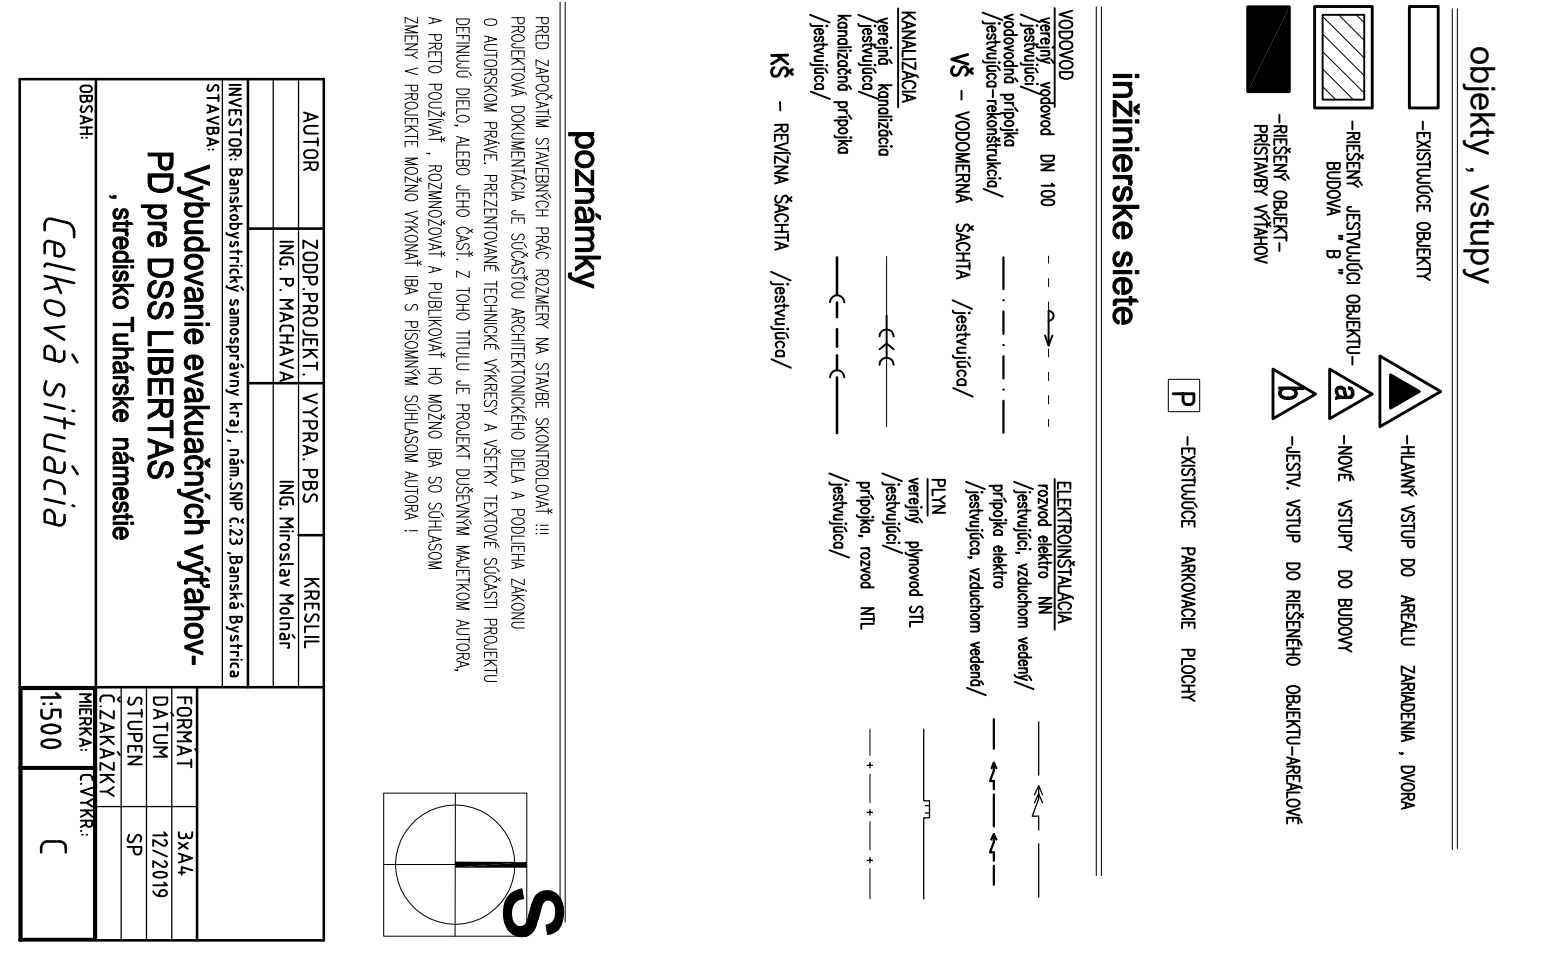 objekty , vstupy
-EXISTUJÚCE OBJEKTY
-RIEŠENÝ JESTVUJÚCI OBJEKTU-
BUDOVA " B "
-RIEŠENÝ OBJEKT-
PRÍSTAVBY VÝŤAHOV
-HLAVNÝ VSTUP DO AREÁLU ZARIADENIA , DVORA
a
-NOVÉ VSTUPY DO BUDOVY
b
-JESTV. VSTUP DO RIEŠENÉHO OBJEKTU-AREÁLOVÉ
P
-EXISTUJÚCE PARKOVACIE PLOCHY
inžinierske siete
VODOVOD
verejný vodovod DN 100
/jestvujúci/
vodovodná prípojka
/jestvujúca-rekonštrukcia/
VŠ - VODOMERNÁ ŠACHTA /jestvujúca/
KANALIZÁCIA
verejná kanalizácia
/jestvujúca/
kanalizačná prípojka
/jestvujúca/
KŠ - REVÍZNA ŠACHTA /jestvujúca/
ELEKTROINŠTALÁCIA
rozvod elektro NN
/jestvujúci, vzduchom vedený/
prípojka elektro
/jestvujúca, vzduchom vedená/
PLYN
verejný plynovod STL
/jestvujúci/
prípojka, rozvod NTL
/jestvujúca/
poznámky
PRED ZAPOČATÍM STAVEBNÝCH PRÁC ROZMERY NA STAVBE SKONTROLOVAŤ !!!
PROJEKTOVÁ DOKUMENTÁCIA JE SÚČASŤOU ARCHITEKTONICKÉHO DIELA A PODLIEHA ZÁKONU
O AUTORSKOM PRÁVE. PREZENTOVANÉ TECHNICKÉ VÝKRESY A VŠETKY TEXTOVÉ SÚČASTI PROJEKTU
DEFINUJÚ DIELO, ALEBO JEHO ČASŤ. Z TOHO TITULU JE PROJEKT DUŠEVNÝM MAJETKOM AUTORA,
A PRETO POUŽÍVAŤ , ROZMNOŽOVAŤ A PUBLIKOVAŤ HO MOŽNO IBA SO SÚHLASOM
ZMENY V PROJEKTE MOŽNO VYKONAŤ IBA S PÍSOMNÝM SÚHLASOM AUTORA !
S
AUTOR
ZODP.PROJEKT.
VYPRA. PBS
KRESLIL
ING. P. MACHAVA
ING. Miroslav Molnár
INVESTOR: Banskobystrický samosprávny kraj , nám.SNP č.23 ,Banská Bystrica
STAVBA:
Vybudovanie evakuačných výťahov-
PD pre DSS LIBERTAS
, stredisko Tuhárske námestie
OBSAH:
Celková situácia
FORMÁT 3xA4
DÁTUM 12/2019
STUPEN SP
Č.ZAKÁZKY
MIERKA:
1:500
Č.VÝKR.:
C